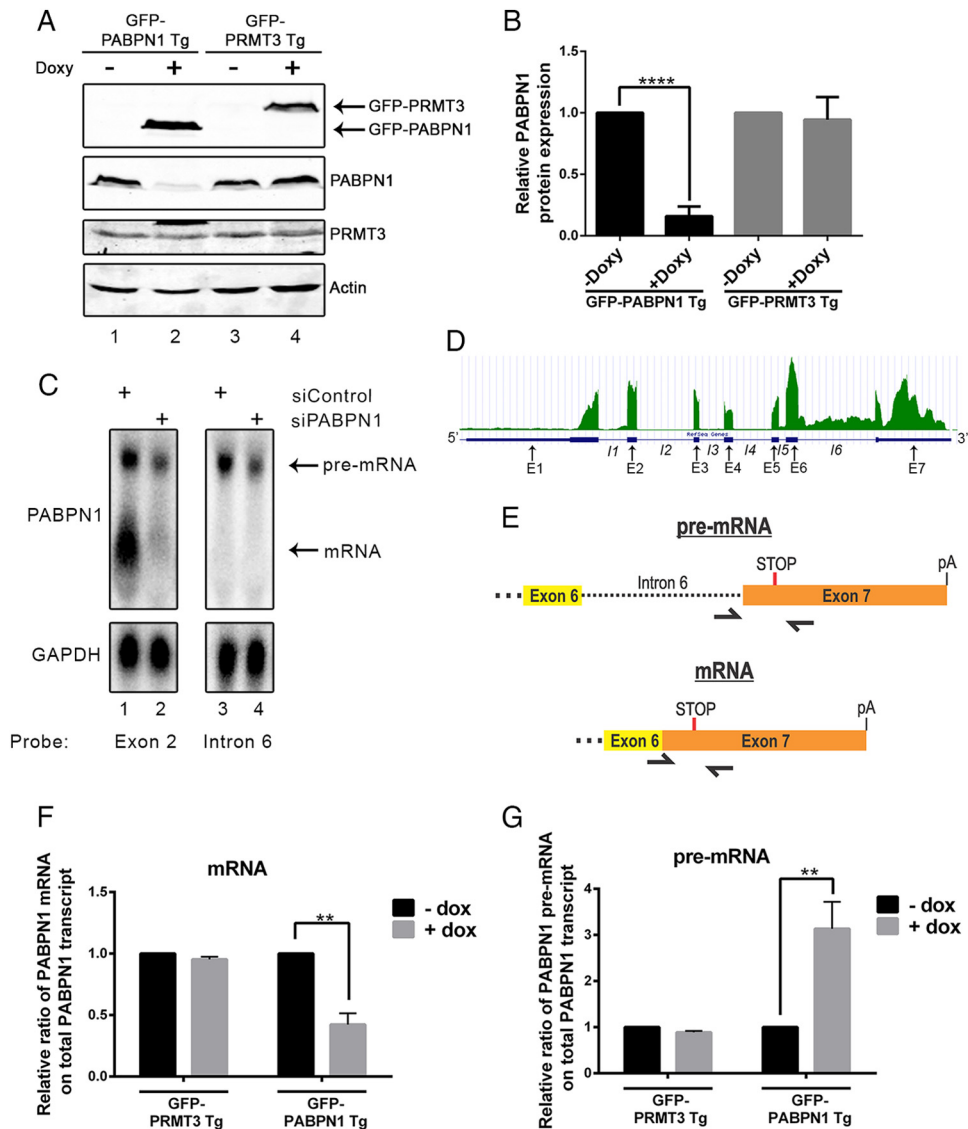 A
GFP-
PABPN1 Tg
GFP-
PRMT3 Tg
Doxy - + - +
GFP-PRMT3
GFP-PABPN1
PABPN1
PRMT3
Actin
1 2 3 4
B
Relative PABPN1
protein expression
1.5
1.0
0.5
0.0
****
-Doxy
+Doxy
-Doxy
+Doxy
GFP-PABPN1 Tg
GFP-PRMT3 Tg
C
+ + siControl
+ + siPABPN1
pre-mRNA
PABPN1
mRNA
GAPDH
1 2 3 4
Probe: Exon 2 Intron 6
D
5' RefSeq Genes 3'
I1 I2 I3 I4 I5 I6
E1 E2 E3 E4 E5 E6 E7
E
pre-mRNA
STOP pA
Exon 6 Intron 6 Exon 7
mRNA
STOP pA
Exon 6 Exon 7
F
mRNA
Relative ratio of PABPN1 mRNA
on total PABPN1 transcript
1.5
1.0
0.5
0.0
**
- dox
+ dox
GFP-
PRMT3 Tg
GFP-
PABPN1 Tg
G
pre-mRNA
Relative ratio of PABPN1 pre-mRNA
on total PABPN1 transcript
4
3
2
1
0
**
- dox
+ dox
GFP-
PRMT3 Tg
GFP-
PABPN1 Tg